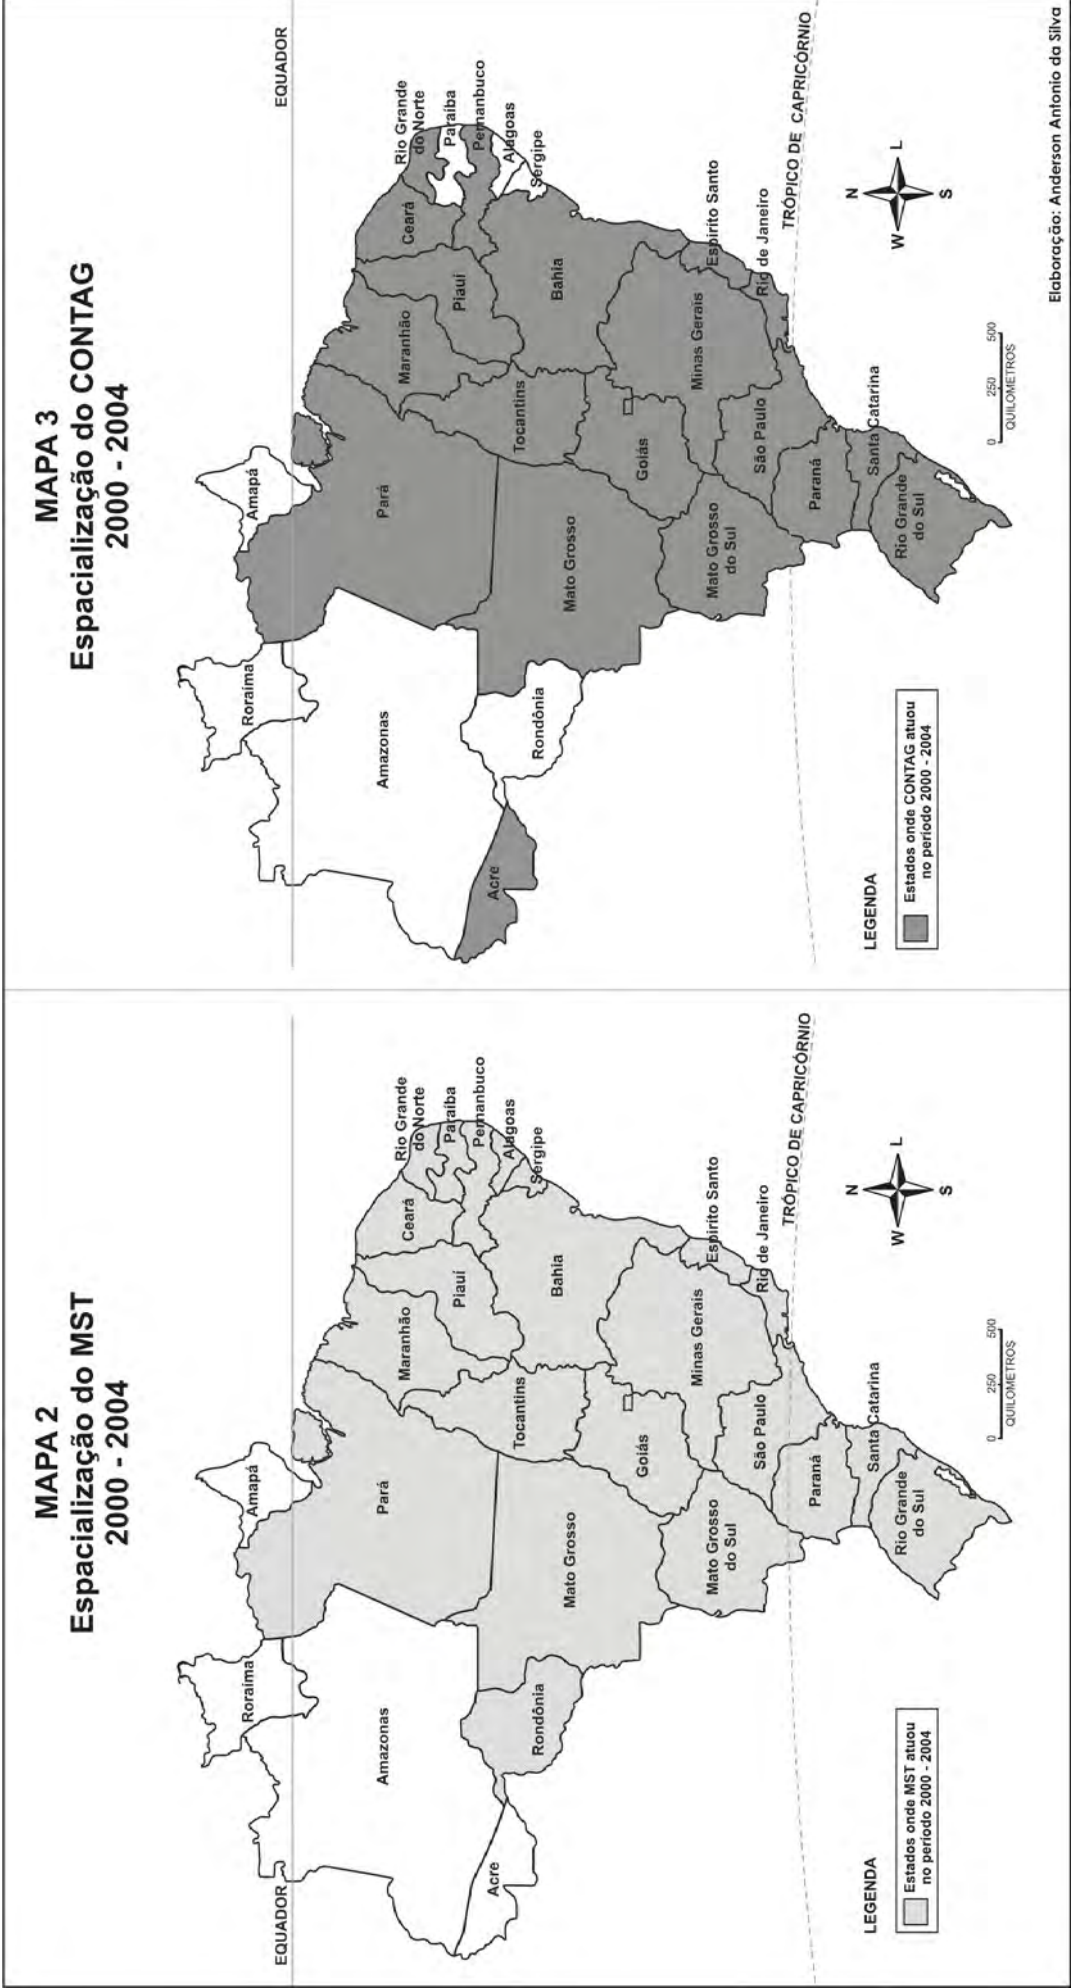 MAPA 2
Espacialização do MST
2000 - 2004
EQUADOR
Roraima
Amapá
Amazonas
Pará
Maranhão
Ceará
Rio Grande
do Norte
Paraiba
Pernanbuco
Alagoas
Sergipe
Piauí
Acre
Rondônia
Tocantins
Bahia
Mato Grosso
Goiás
Minas Gerais
Espirito Santo
Mato Grosso
do Sul
São Paulo
Rio de Janeiro
TRÓPICO DE CAPRICÓRNIO
Paraná
Santa Catarina
Rio Grande
do Sul
N
W
L
S
LEGENDA
Estados onde MST atuou
no período 2000 - 2004
0 250 500
QUILOMETROS
MAPA 3
Espacialização do CONTAG
2000 - 2004
EQUADOR
Roraima
Amapá
Amazonas
Pará
Maranhão
Ceará
Rio Grande
do Norte
Paraiba
Pernanbuco
Alagoas
Sergipe
Piauí
Acre
Rondônia
Tocantins
Bahia
Mato Grosso
Goiás
Minas Gerais
Espirito Santo
Mato Grosso
do Sul
São Paulo
Rio de Janeiro
TRÓPICO DE CAPRICÓRNIO
Paraná
Santa Catarina
Rio Grande
do Sul
N
W
L
S
LEGENDA
Estados onde CONTAG atuou
no período 2000 - 2004
0 250 500
QUILOMETROS
Elaboração: Anderson Antonio da Silva